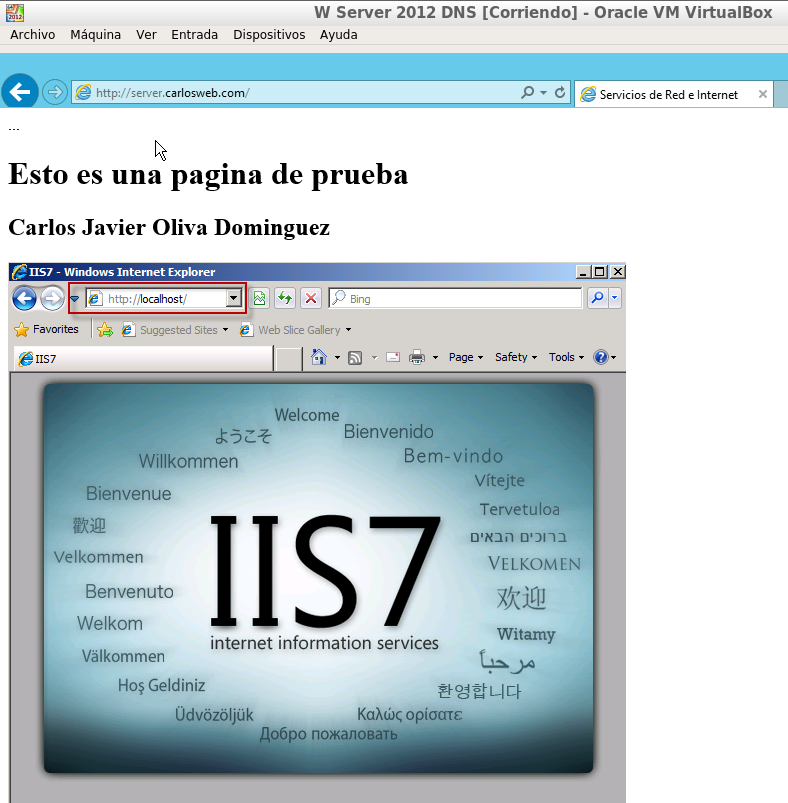 W Server 2012 DNS [Corriendo] - Oracle VM VirtualBox
Archivo Máquina Ver Entrada Dispositivos Ayuda
http://server.carlosweb.com/ Servicios de Red e Internet
...
Esto es una pagina de prueba
Carlos Javier Oliva Dominguez
IIS7 - Windows Internet Explorer
http://localhost/ Bing
Favorites Suggested Sites Web Slice Gallery
IIS7 Page Safety Tools
Welcome
ようこそ Bienvenido
Willkommen Bem-vindo
Vítejte
Bienvenue
Tervetuloa
歡迎
ברוכים הבאים
Velkommen
VELKOMEN
Benvenuto
欢迎
IIS7
Welkom
Witamy
internet information services
Välkommen
مرحباً
Hoş Geldiniz
환영합니다
Üdvözöljük Καλώς ορίσατε
Добро пожаловать